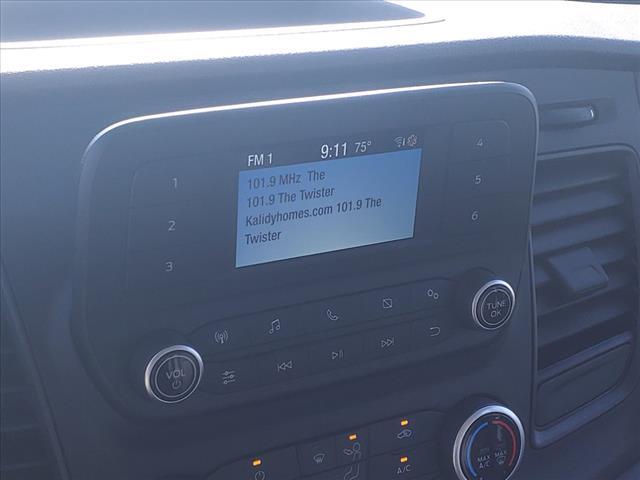 FM 1 9:11 75°
101.9 MHz The
101.9 The Twister
Kalidyhomes.com 101.9 The
Twister
1
2
3
4
5
6
VOL
TUNE
OK
A/C
MAX
A/C
MAX